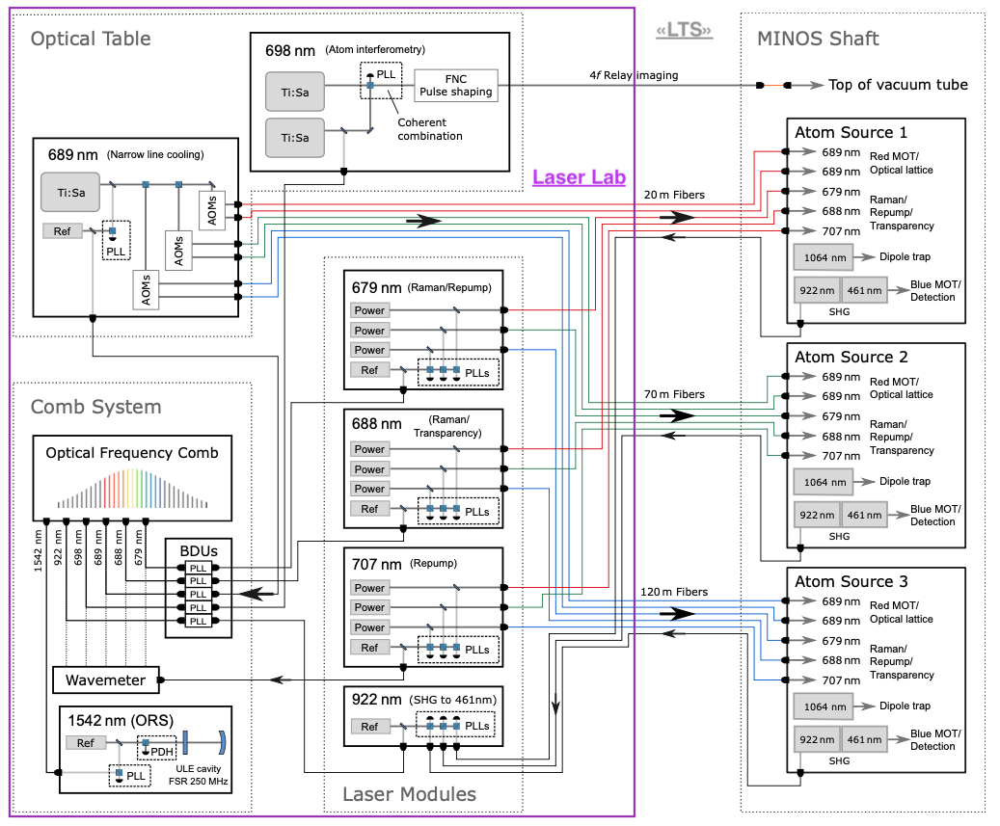 Optical Table
«LTS»
MINOS Shaft
698 nm (Atom interferometry)
PLL
Ti:Sa
FNC
Pulse shaping
4f Relay imaging
Top of vacuum tube
Ti:Sa
Coherent
combination
689 nm (Narrow line cooling)
Ti:Sa
Ref
PLL
AOMs
AOMs
AOMs
Laser Lab
20 m Fibers
Atom Source 1
689 nm
689 nm
Red MOT/
Optical lattice
679 nm
688 nm
707 nm
Raman/
Repump/
Transparency
1064 nm
Dipole trap
922 nm
461 nm
Blue MOT/
Detection
SHG
679 nm (Raman/Repump)
Power
Power
Power
Ref
PLLs
70 m Fibers
Atom Source 2
689 nm
689 nm
Red MOT/
Optical lattice
679 nm
688 nm
707 nm
Raman/
Repump/
Transparency
1064 nm
Dipole trap
922 nm
461 nm
Blue MOT/
Detection
SHG
688 nm
(Raman/
Transparency)
Power
Power
Power
Ref
PLLs
Comb System
Optical Frequency Comb
1542 nm
922 nm
698 nm
689 nm
688 nm
679 nm
BDUs
PLL
PLL
PLL
PLL
PLL
Wavemeter
707 nm (Repump)
Power
Power
Power
Ref
PLLs
120 m Fibers
Atom Source 3
689 nm
689 nm
Red MOT/
Optical lattice
679 nm
688 nm
707 nm
Raman/
Repump/
Transparency
1064 nm
Dipole trap
922 nm
461 nm
Blue MOT/
Detection
SHG
1542 nm (ORS)
Ref
PDH
PLL
ULE cavity
FSR 250 MHz
922 nm (SHG to 461nm)
Ref
PLLs
Laser Modules